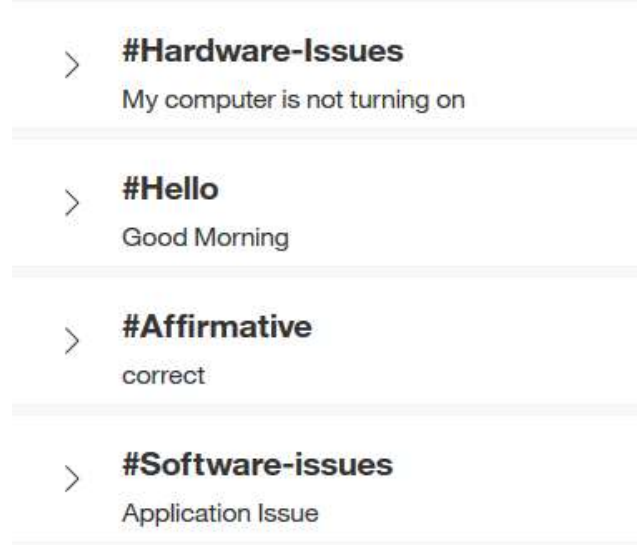 #Hardware-Issues
My computer is not turning on
#Hello
Good Morning
#Affirmative
correct
#Software-issues
Application Issue